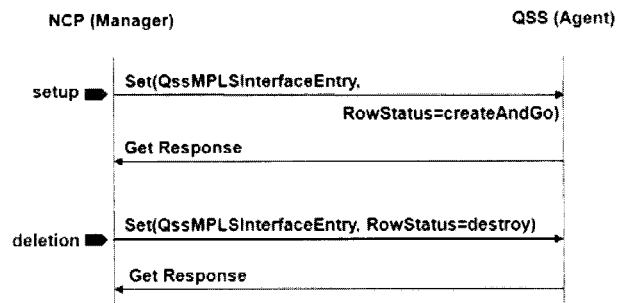 NCP (Manager)
QSS (Agent)
setup
Set(QssMPLSInterfaceEntry,
RowStatus=createAndGo)
Get Response
deletion
Set(QssMPLSInterfaceEntry, RowStatus=destroy)
Get Response